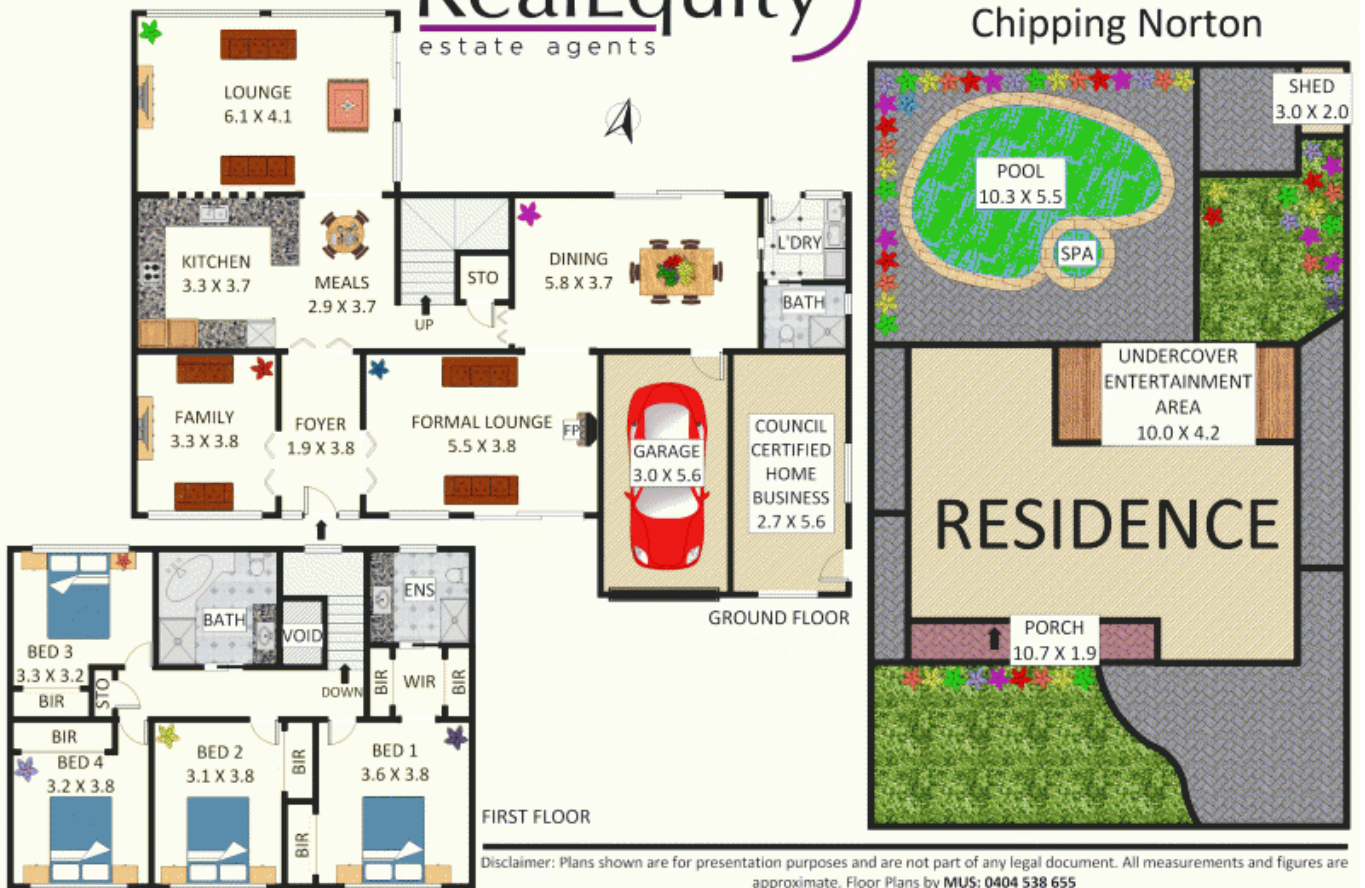 RealEquity
estate agents
Chipping Norton
LOUNGE
6.1 X 4.1
KITCHEN
3.3 X 3.7
MEALS
2.9 X 3.7
UP
STO
DINING
5.8 X 3.7
L'DRY
BATH
FAMILY
3.3 X 3.8
FOYER
1.9 X 3.8
FORMAL LOUNGE
5.5 X 3.8
FP
GARAGE
3.0 X 5.6
COUNCIL
CERTIFIED
HOME
BUSINESS
2.7 X 5.6
GROUND FLOOR
BED 3
3.3 X 3.2
BIR
STO
BATH
VOID
DOWN
ENS
BIR
WIR
BIR
BIR
BED 4
3.2 X 3.8
BED 2
3.1 X 3.8
BIR
BIR
BED 1
3.6 X 3.8
FIRST FLOOR
SHED
3.0 X 2.0
POOL
10.3 X 5.5
SPA
UNDERCOVER
ENTERTAINMENT
AREA
10.0 X 4.2
RESIDENCE
PORCH
10.7 X 1.9
Disclaimer: Plans shown are for presentation purposes and are not part of any legal document. All measurements and figures are
approximate. Floor Plans by MUS: 0404 538 655